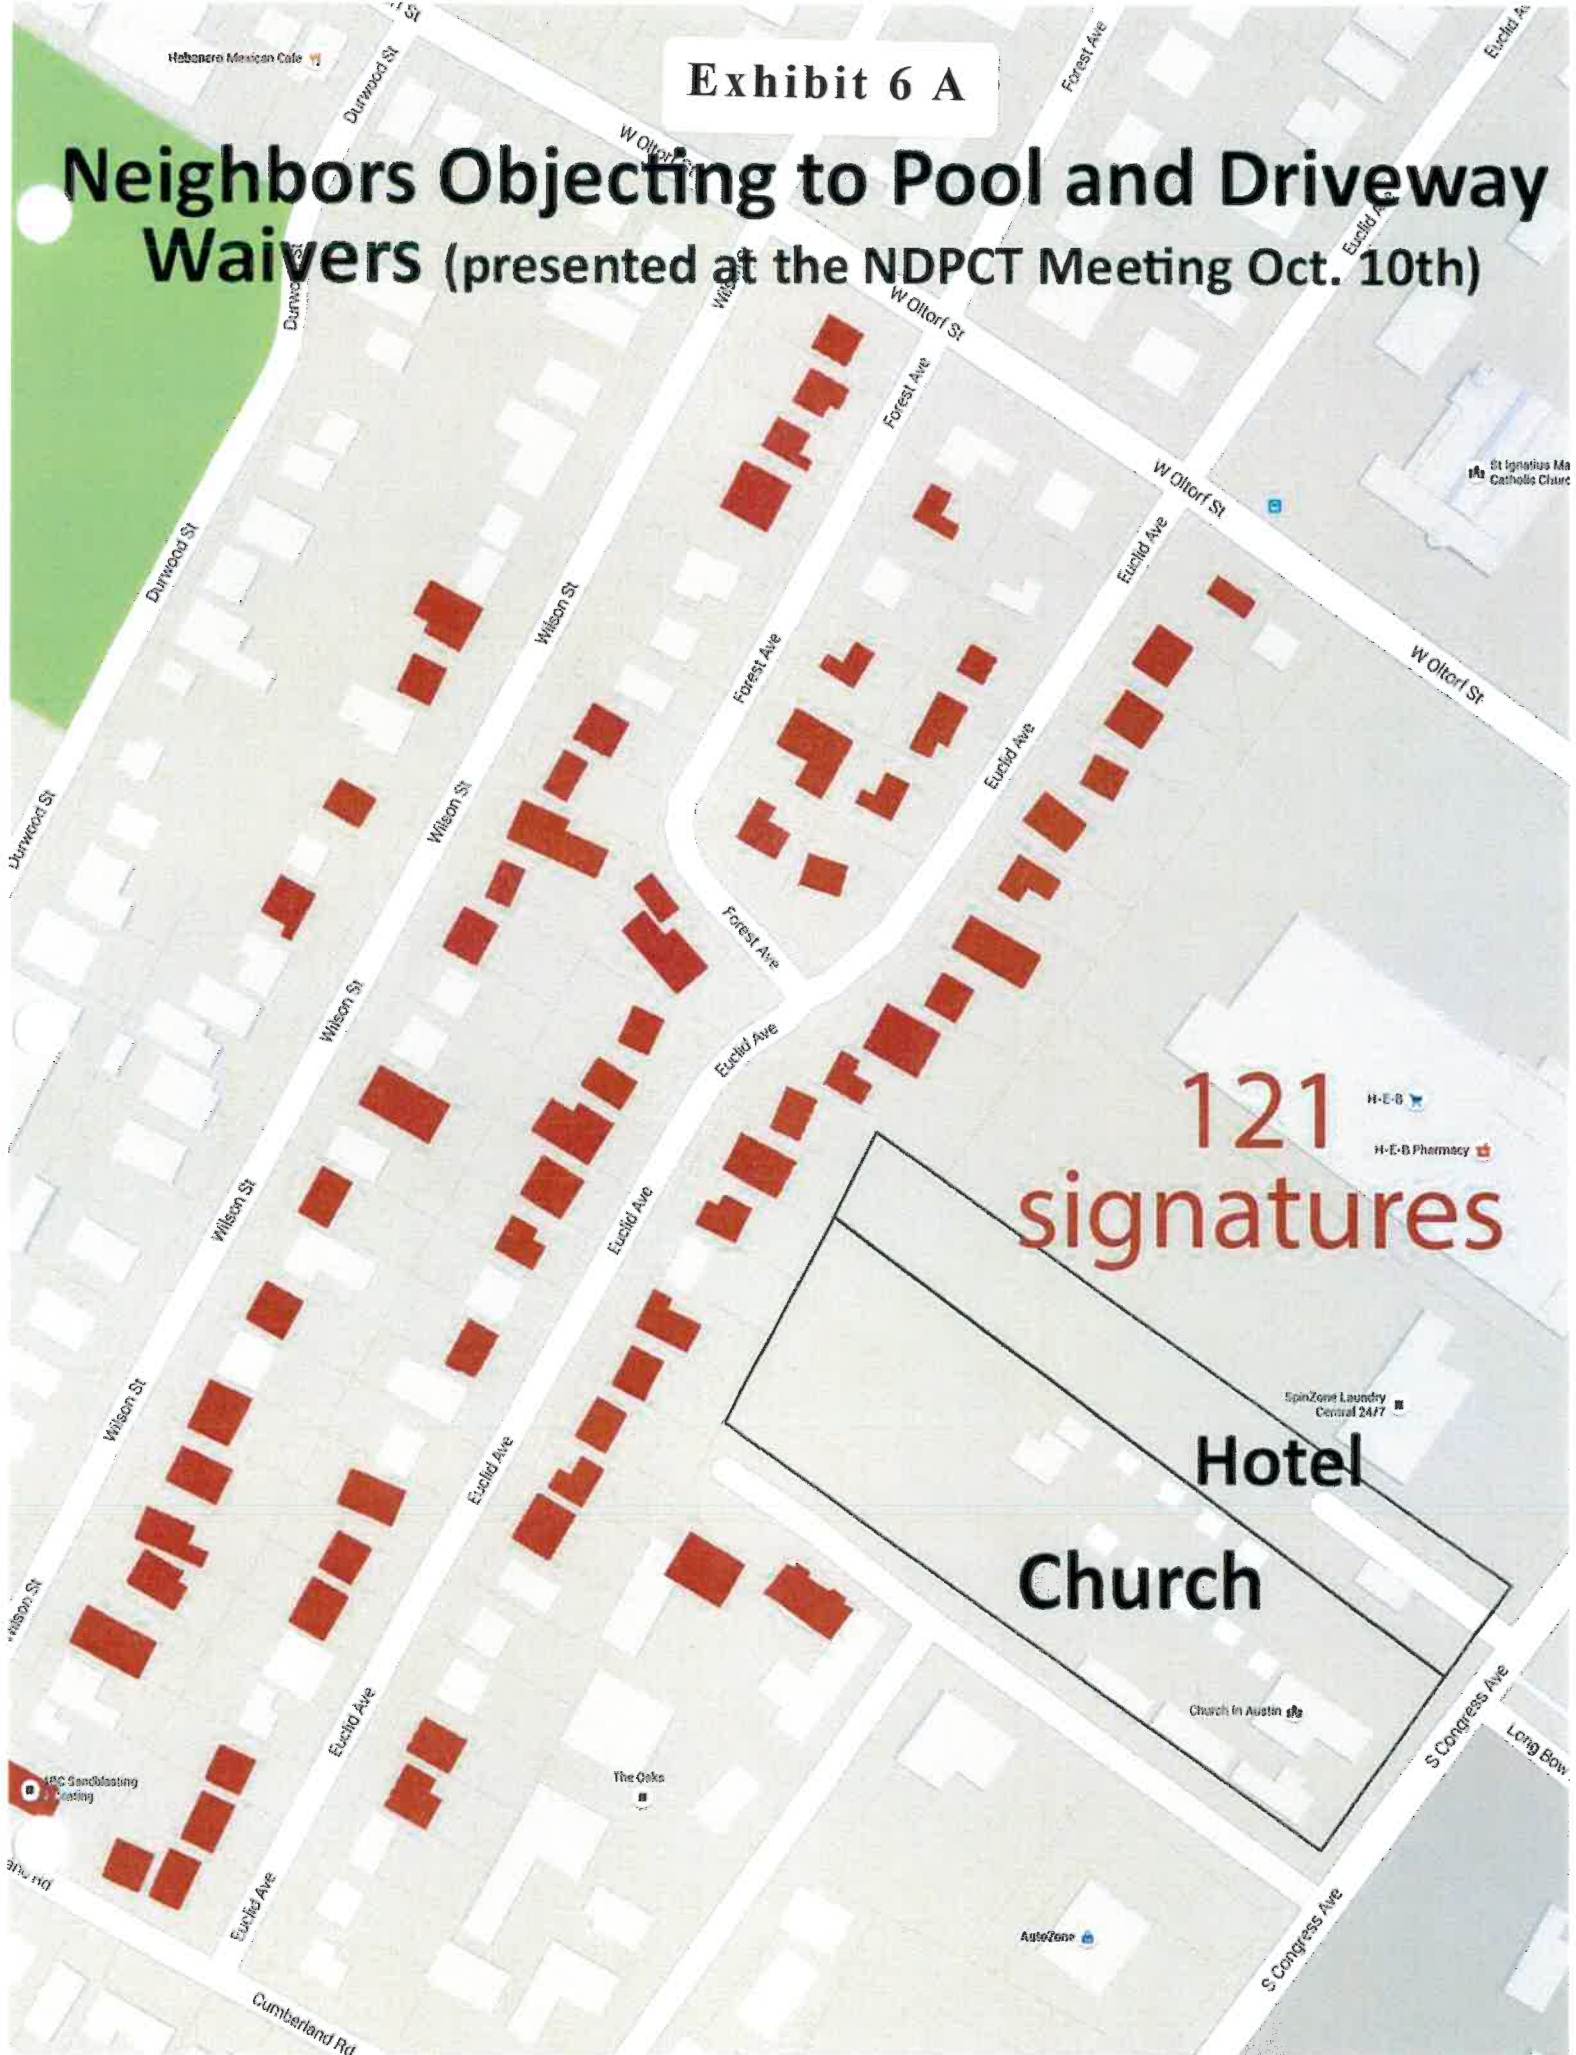 Habanero Mexican Cafe
Durwood St
Forest Ave
Exhibit 6 A
W Oltorf St
Neighbors Objecting to Pool and Driveway
Waivers (presented at the NDPCT Meeting Oct. 10th)
Euclid Ave
W Oltorf St
Forest Ave
W Oltorf St
St Ignatius
Catholic
Euclid Ave
Durwood St
Wilson St
Forest Ave
W Oltorf St
Euclid Ave
Wilson St
Durwood St
Forest Ave
Wilson St
Euclid Ave
121
signatures
H-E-B
H-E-B Pharmacy
Wilson St
Euclid Ave
SpinZone Laundry
Central 24/7
Wilson St
Hotel
Euclid Ave
Church
Wilson St
Church in Austin
S Congress Ave
Long Bow
Euclid Ave
Sandblasting
The Oaks
Euclid Ave
AutoZone
S Congress Ave
Cumberland Rd